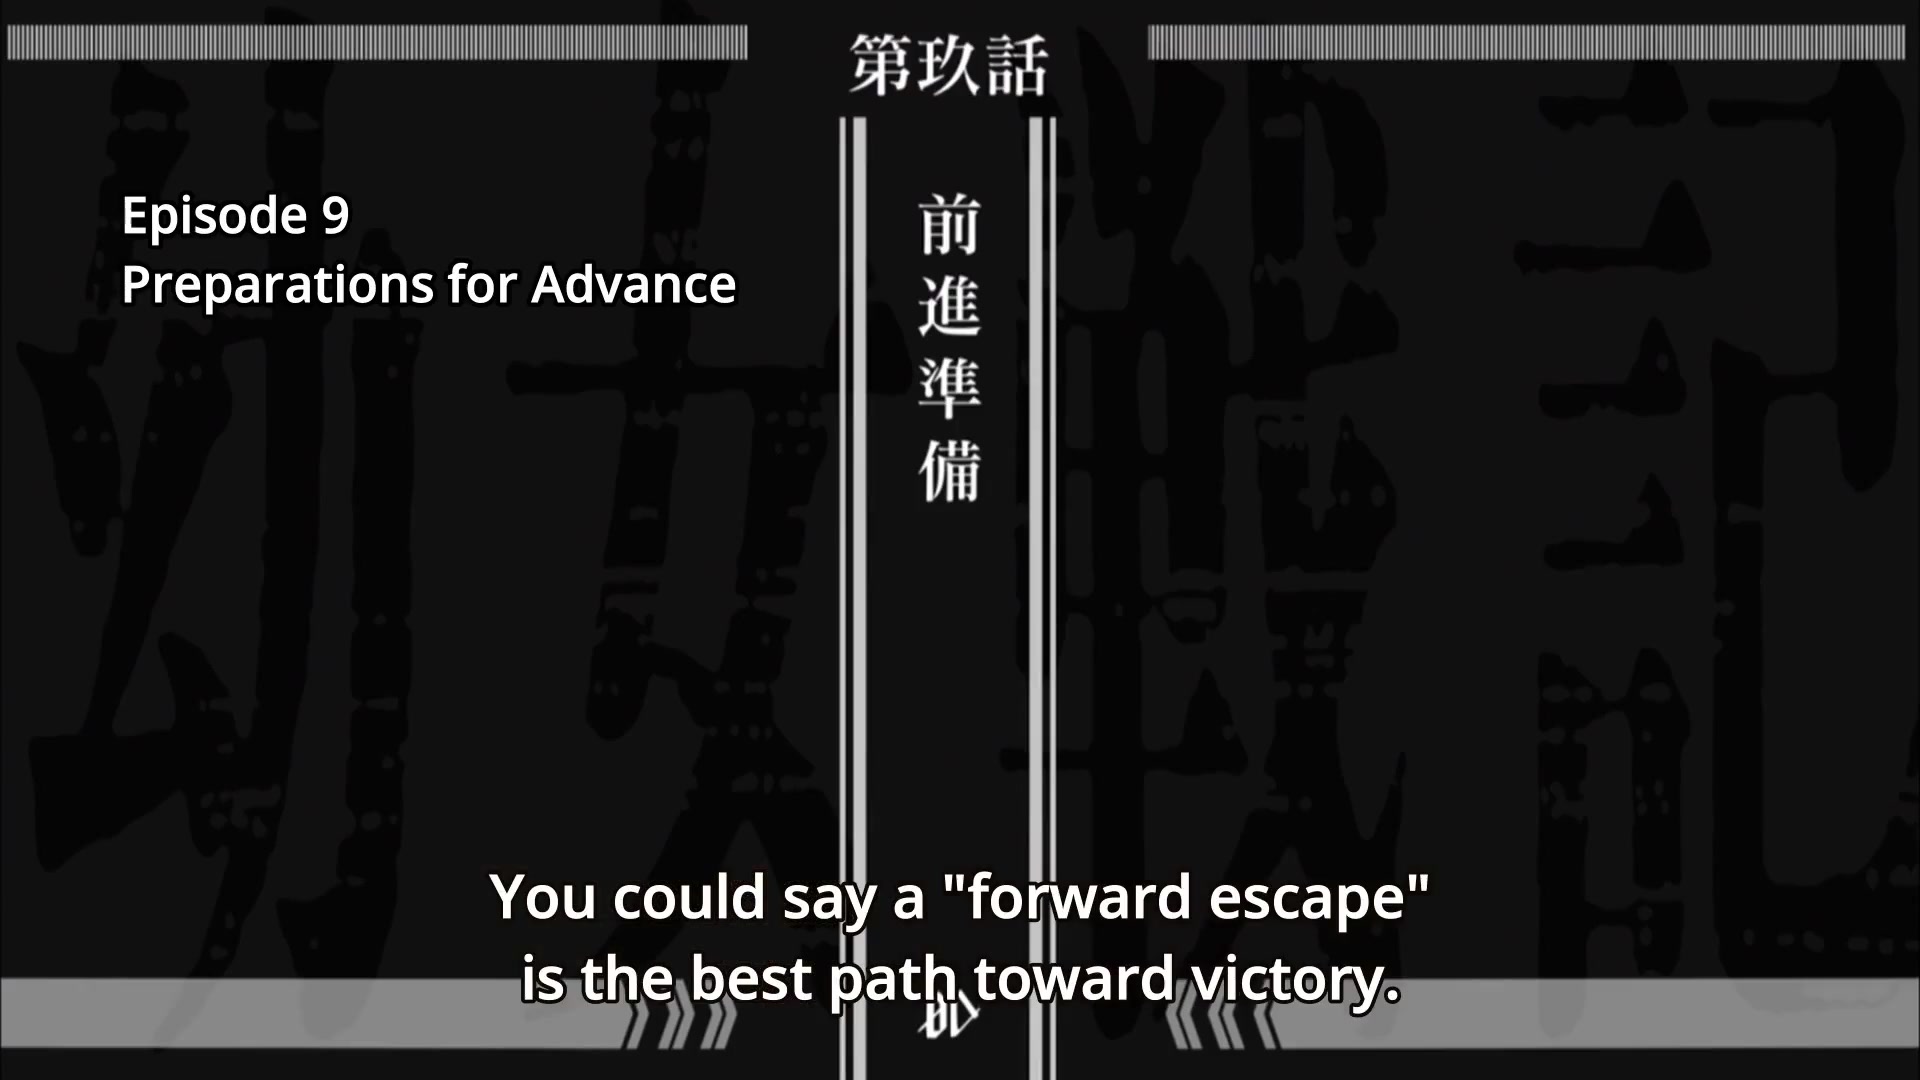 第玖話
前進準備
Episode 9
Preparations for Advance
You could say a "forward escape"
is the best path toward victory.